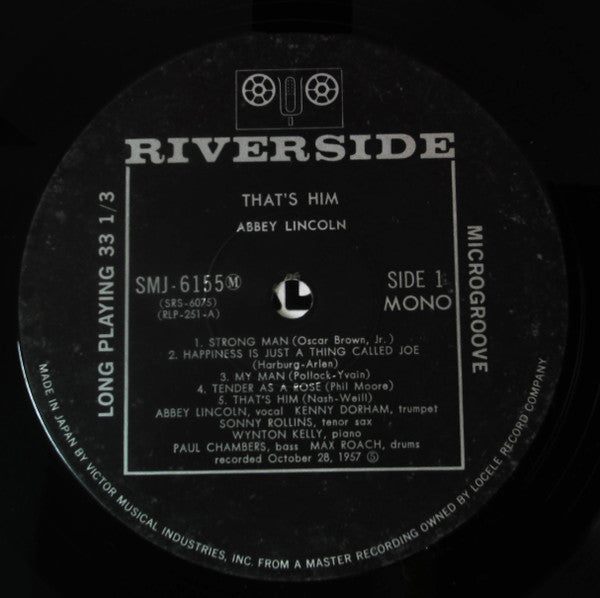 RIVERSIDE
THAT'S HIM
ABBEY LINCOLN
LONG PLAYING 33 1/3
MICROGROOVE
SMJ-6155 Ⓜ
(SRS-6075)
(RLP-251-A)
SIDE 1
MONO
1. STRONG MAN (Oscar Brown, Jr.)
2. HAPPINESS IS JUST A THING CALLED JOE
(Harburg-Arlen)
3. MY MAN (Pollack-Yvain)
4. TENDER AS A ROSE (Phil Moore)
5. THAT'S HIM (Nash-Weill)
ABBEY LINCOLN, vocal KENNY DORHAM, trumpet
SONNY ROLLINS, tenor sax
WYNTON KELLY, piano
PAUL CHAMBERS, bass MAX ROACH, drums
recorded October 28, 1957 Ⓢ
MADE IN JAPAN BY VICTOR MUSICAL INDUSTRIES, INC. FROM A MASTER RECORDING OWNED BY LOCELE RECORD COMPANY